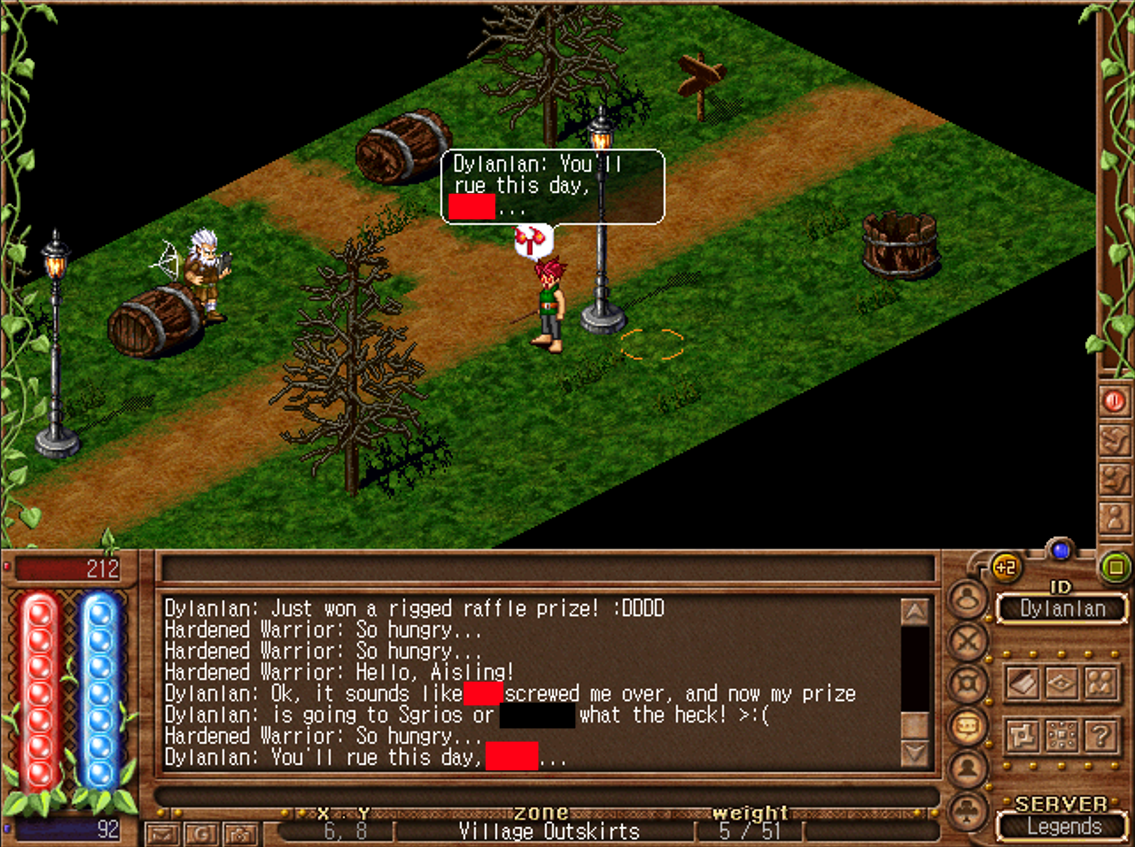 Dylanlan: You'll
rue this day,
...
212
Dylanlan: Just won a rigged raffle prize! :DDDD
Hardened Warrior: So hungry...
Hardened Warrior: So hungry...
Hardened Warrior: Hello, Aisling!
Dylanlan: Ok, it sounds like screwed me over, and now my prize
Dylanlan: is going to Sgrios or what the heck! >:(
Hardened Warrior: So hungry...
Dylanlan: You'll rue this day, ...
+2
ID
Dylanlan
?
92
X . Y
6, 8
zone
Village Outskirts
weight
5 / 51
SERVER
Legends